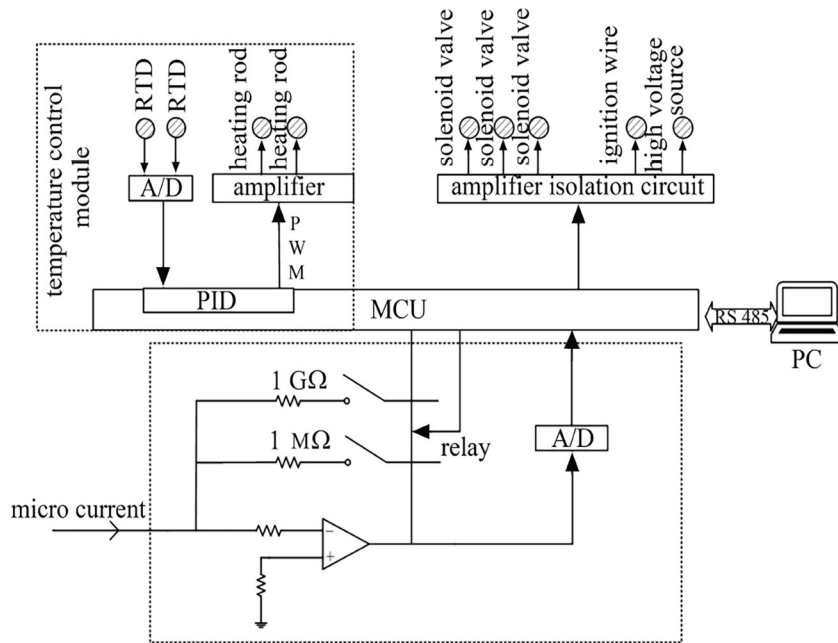 temperature control
module
RTD
RTD
heating rod
heating rod
solenoid valve
solenoid valve
solenoid valve
ignition wire
high voltage
source
A/D
amplifier
amplifier isolation circuit
P
W
M
PID
MCU
RS 485
PC
1 GΩ
1 MΩ
relay
A/D
micro current
−
+